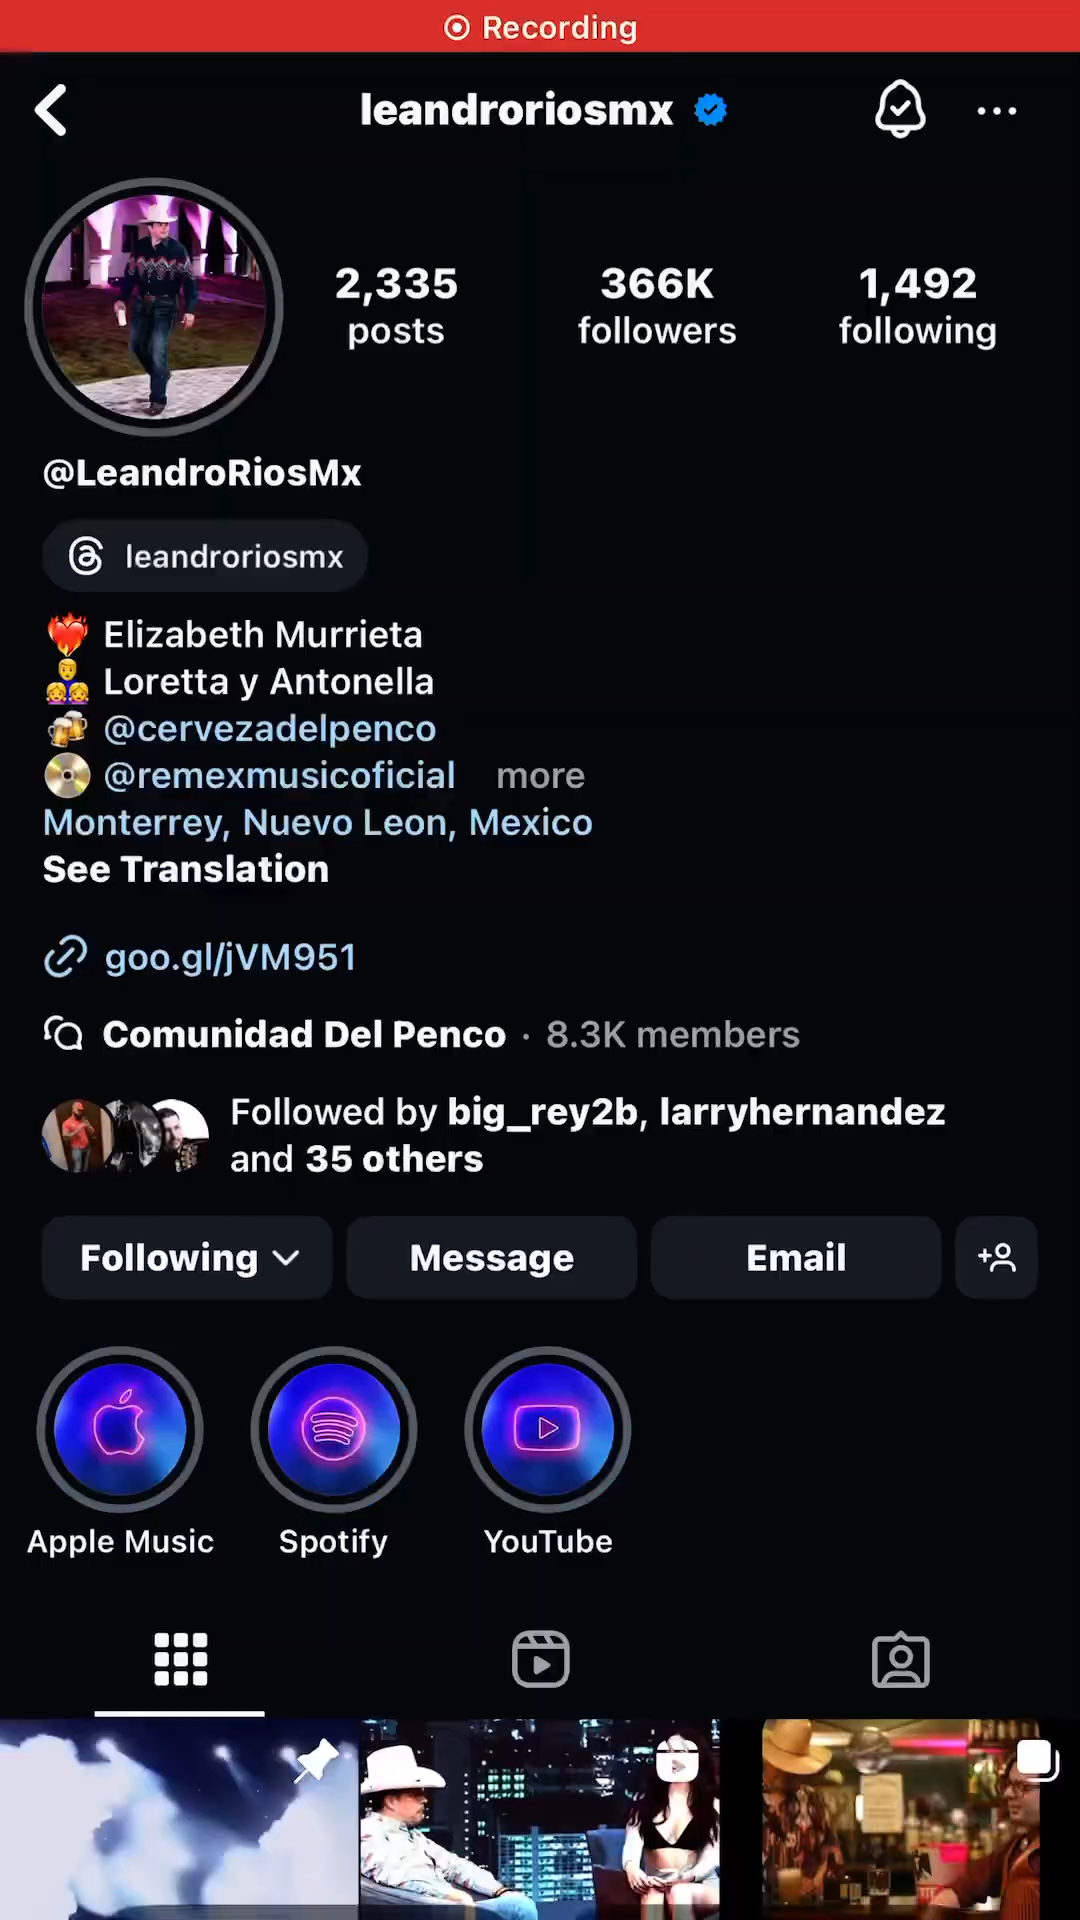 Recording
leandroriosmx
2,335
posts
366K
followers
1,492
following
@LeandroRiosMx
leandroriosmx
❤️‍🔥 Elizabeth Murrieta
👨‍👧‍👧 Loretta y Antonella
🍻 @cervezadelpenco
📀 @remexmusicoficial more
Monterrey, Nuevo Leon, Mexico
See Translation
goo.gl/jVM951
Comunidad Del Penco · 8.3K members
Followed by big_rey2b, larryhernandez
and 35 others
Following
Message
Email
Apple Music
Spotify
YouTube